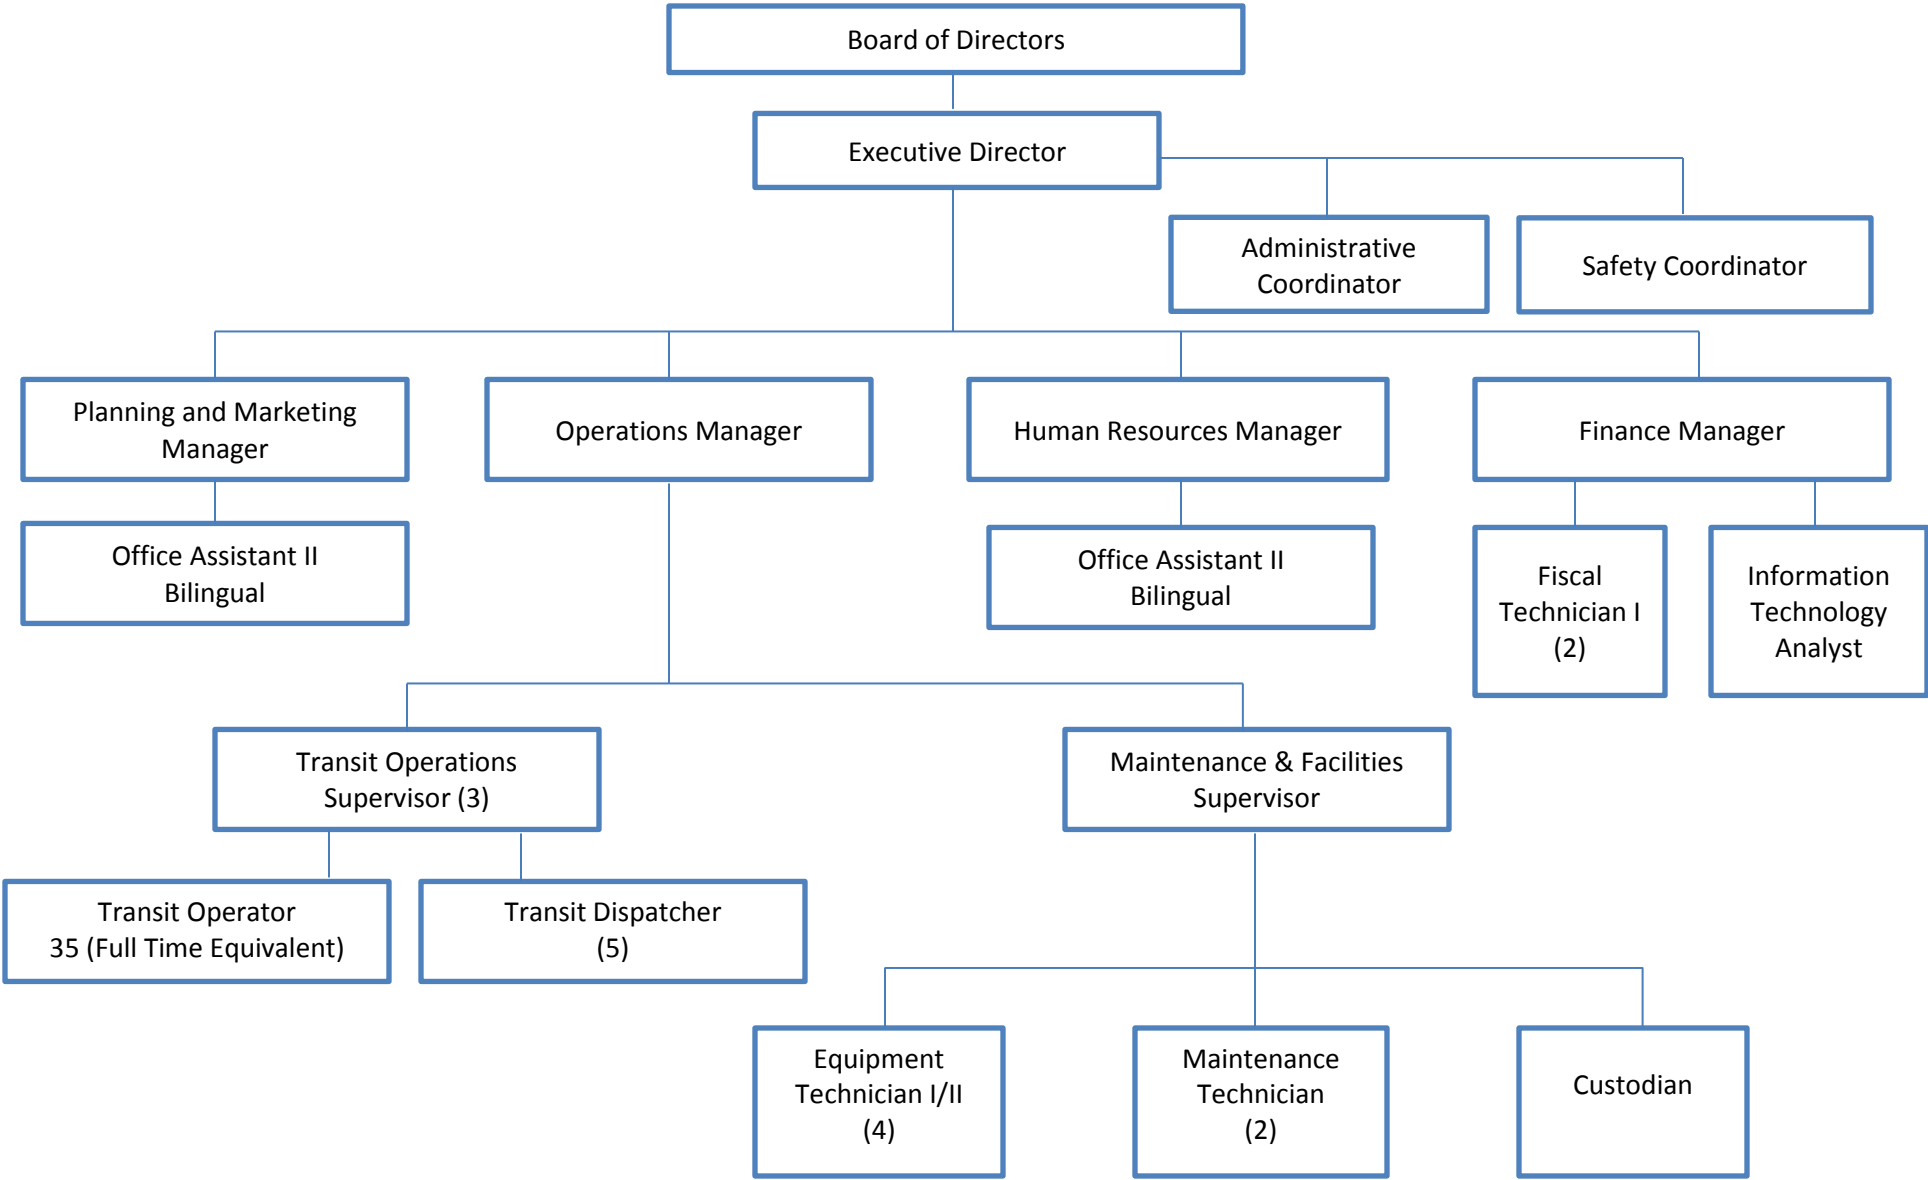 Board of Directors
Executive Director
Administrative
Coordinator
Safety Coordinator
Planning and Marketing
Manager
Operations Manager
Human Resources Manager
Finance Manager
Office Assistant II
Bilingual
Office Assistant II
Bilingual
Fiscal
Technician I
(2)
Information
Technology
Analyst
Transit Operations
Supervisor (3)
Maintenance & Facilities
Supervisor
Transit Operator
35 (Full Time Equivalent)
Transit Dispatcher
(5)
Equipment
Technician I/II
(4)
Maintenance
Technician
(2)
Custodian